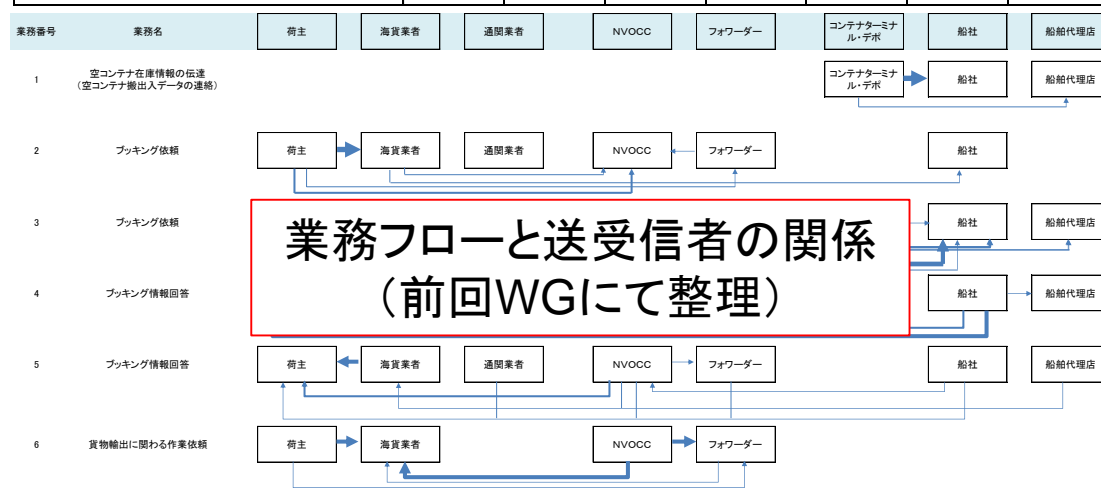 業務番号 業務名 荷主 海貨業者 通関業者 NVOCC フォワーダー コンテナターミナル・デポ 船社 船舶代理店
1 空コンテナ在庫情報の伝達
（空コンテナ搬出入データの連絡） コンテナターミナル・デポ 船社 船舶代理店
2 ブッキング依頼 荷主 海貨業者 通関業者 NVOCC フォワーダー 船社
3 ブッキング依頼 船社 船舶代理店
業務フローと送受信者の関係
（前回WGにて整理）
4 ブッキング情報回答 船社 船舶代理店
5 ブッキング情報回答 荷主 海貨業者 通関業者 NVOCC フォワーダー 船社 船舶代理店
6 貨物輸出に関わる作業依頼 荷主 海貨業者 NVOCC フォワーダー